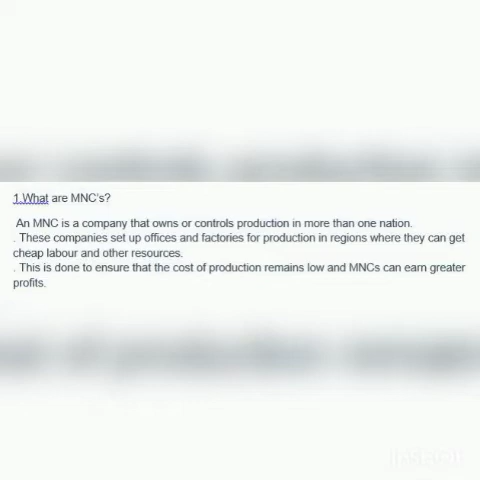 1.What are MNC's?
An MNC is a company that owns or controls production in more than one nation.
. These companies set up offices and factories for production in regions where they can get
cheap labour and other resources.
. This is done to ensure that the cost of production remains low and MNCs can earn greater
profits.